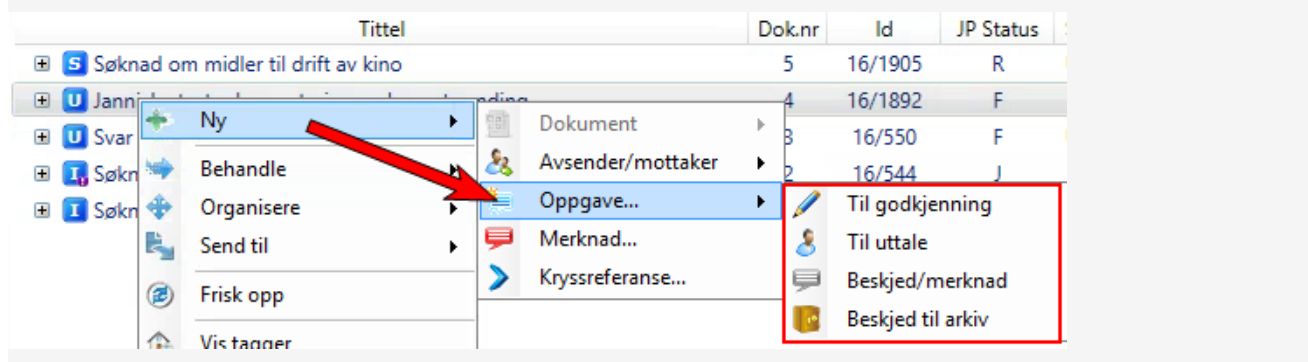 Tittel Dok.nr Id JP Status
S Søknad om midler til drift av kino 5 16/1905 R
U 4 16/1892 F
Ny Dokument
U Svar 16/550 F
Behandle Avsender/mottaker
I Søkn 2 16/544 J
Organisere Oppgave... Til godkjenning
I Søkn
Send til Merknad... Til uttale
Kryssreferanse... Beskjed/merknad
Frisk opp Beskjed til arkiv
Vis tagger